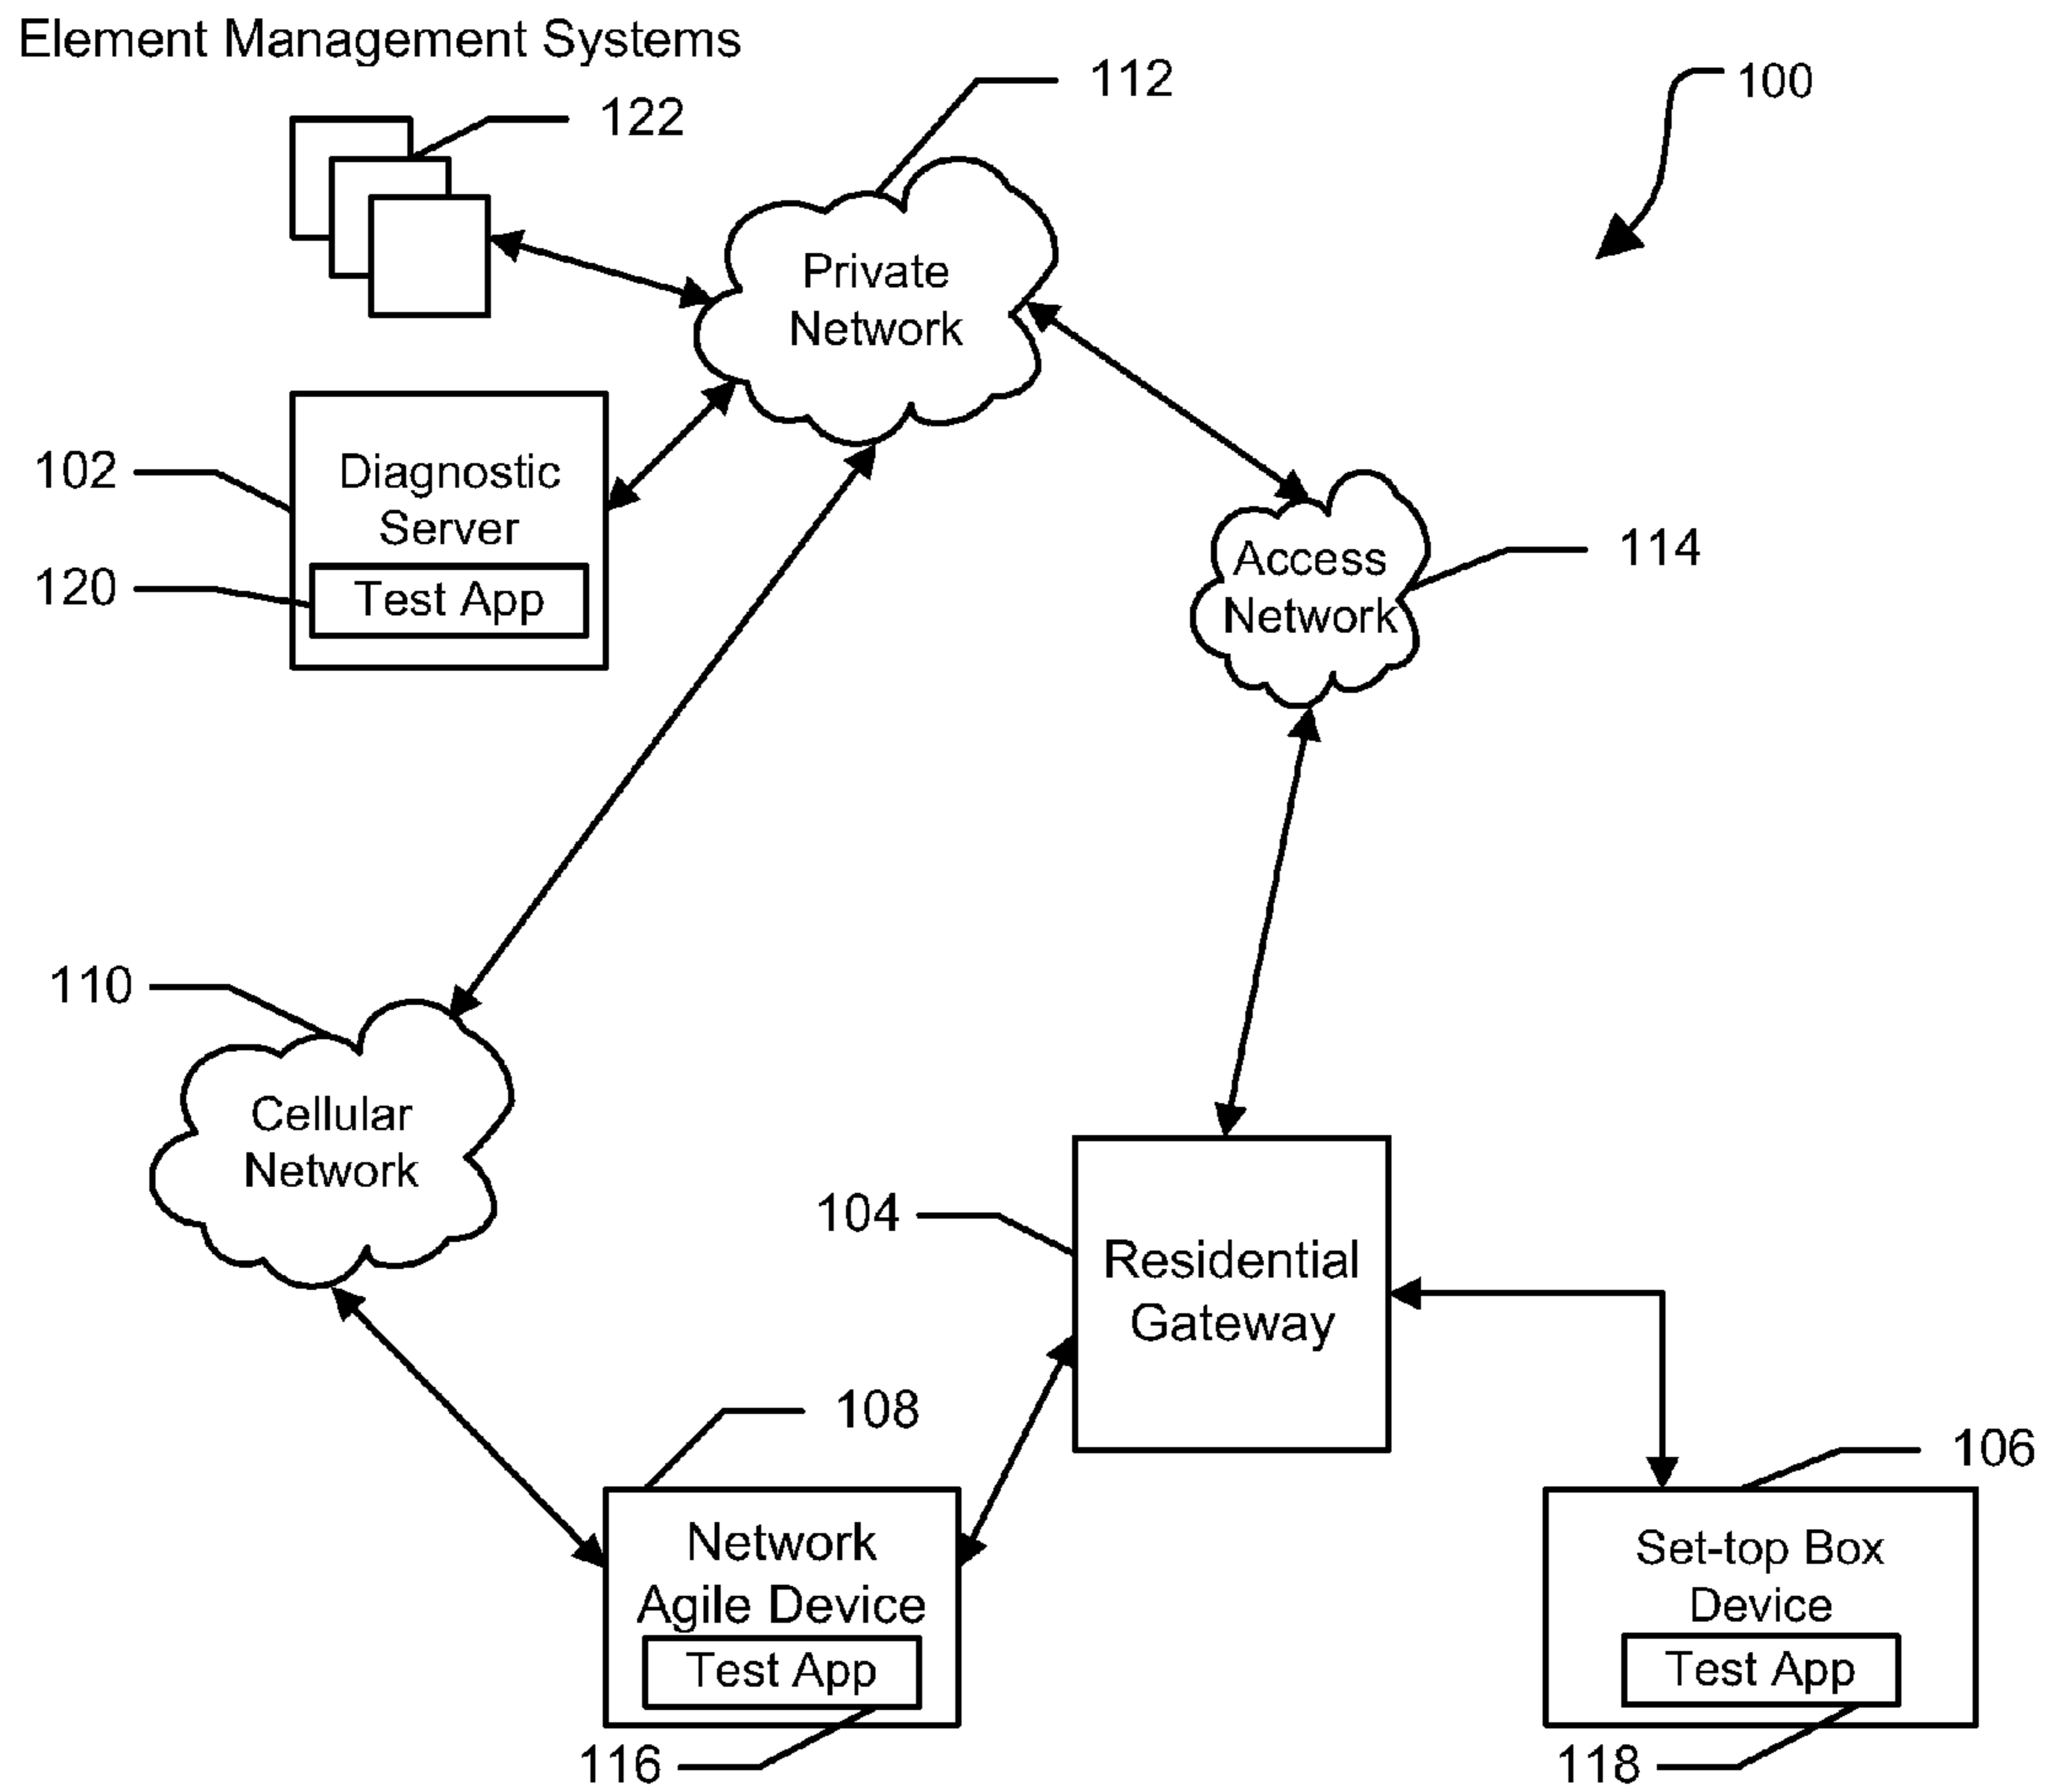 Element Management Systems
122
112
100
Private
Network
102
Diagnostic
Server
120
Test App
Access
Network
114
110
Cellular
Network
104
Residential
Gateway
108
Network
Agile Device
Test App
116
106
Set-top Box
Device
Test App
118